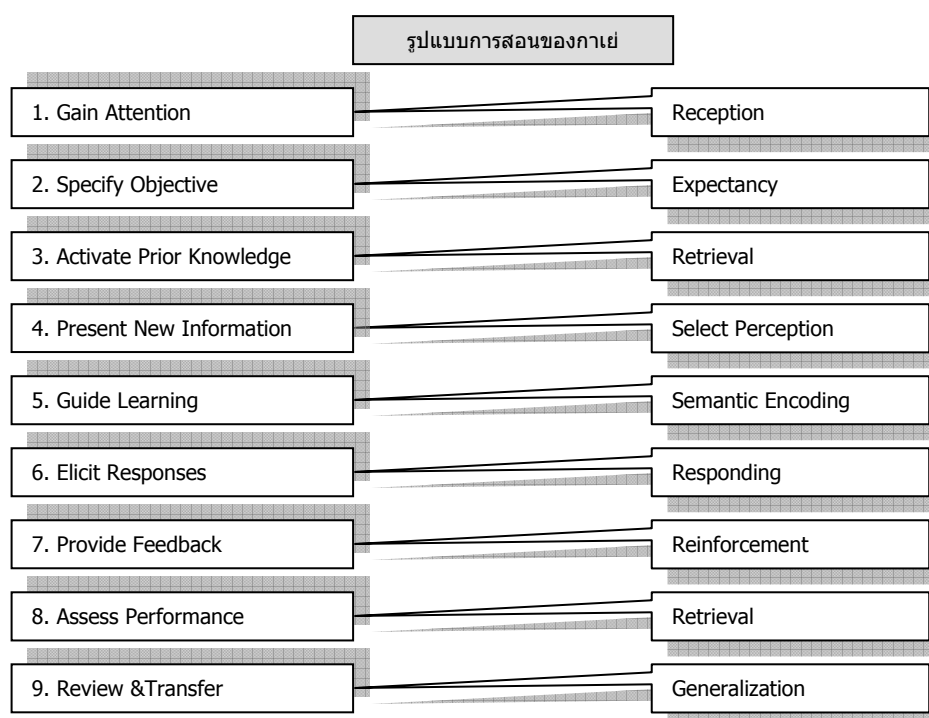 รูปแบบการสอนของกาเย่
1. Gain Attention
Reception
2. Specify Objective
Expectancy
3. Activate Prior Knowledge
Retrieval
4. Present New Information
Select Perception
5. Guide Learning
Semantic Encoding
6. Elicit Responses
Responding
7. Provide Feedback
Reinforcement
8. Assess Performance
Retrieval
9. Review &Transfer
Generalization